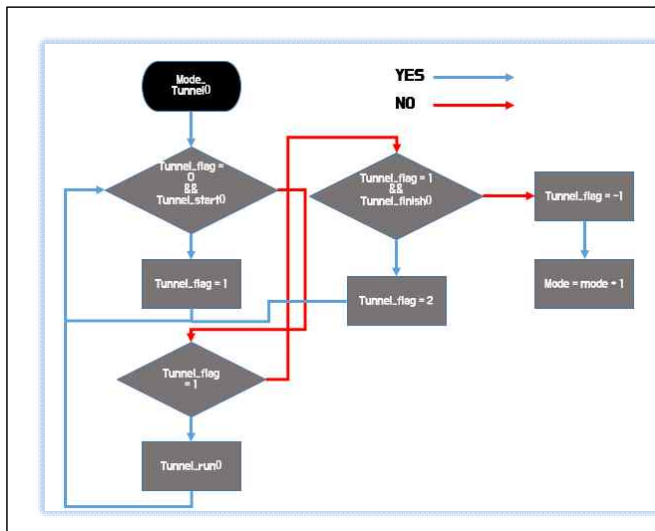 Mode_
Tunnel()
YES
NO
Tunnel_flag =
0
&&
Tunnel_start()
Tunnel_flag = 1
&&
Tunnel_finish()
Tunnel_flag = -1
Tunnel_flag = 1
Tunnel_flag = 2
Mode = mode + 1
Tunnel_flag
= 1
Tunnel_run()